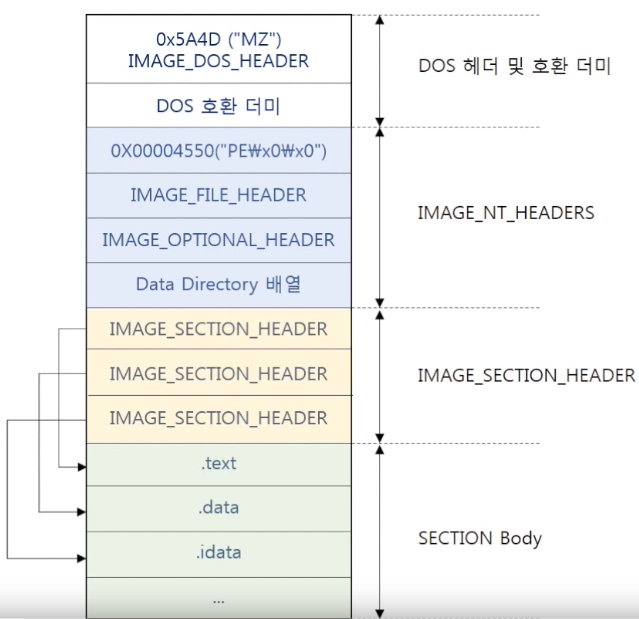 0x5A4D ("MZ")
IMAGE_DOS_HEADER
DOS 호환 더미
DOS 헤더 및 호환 더미
0X00004550("PE₩x0₩x0")
IMAGE_FILE_HEADER
IMAGE_OPTIONAL_HEADER
Data Directory 배열
IMAGE_NT_HEADERS
IMAGE_SECTION_HEADER
IMAGE_SECTION_HEADER
IMAGE_SECTION_HEADER
IMAGE_SECTION_HEADER
.text
.data
.idata
...
SECTION Body